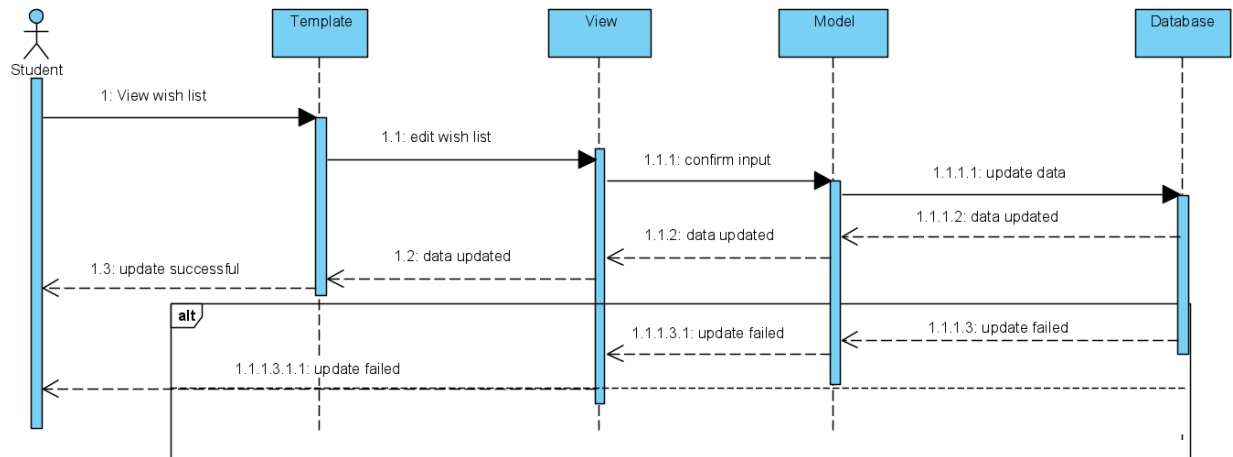 Template
View
Model
Database
Student
1: View wish list
1.1: edit wish list
1.1.1: confirm input
1.1.1.1: update data
1.1.1.2: data updated
1.1.2: data updated
1.2: data updated
1.3: update successful
alt
1.1.1.3: update failed
1.1.1.3.1: update failed
1.1.1.3.1.1: update failed